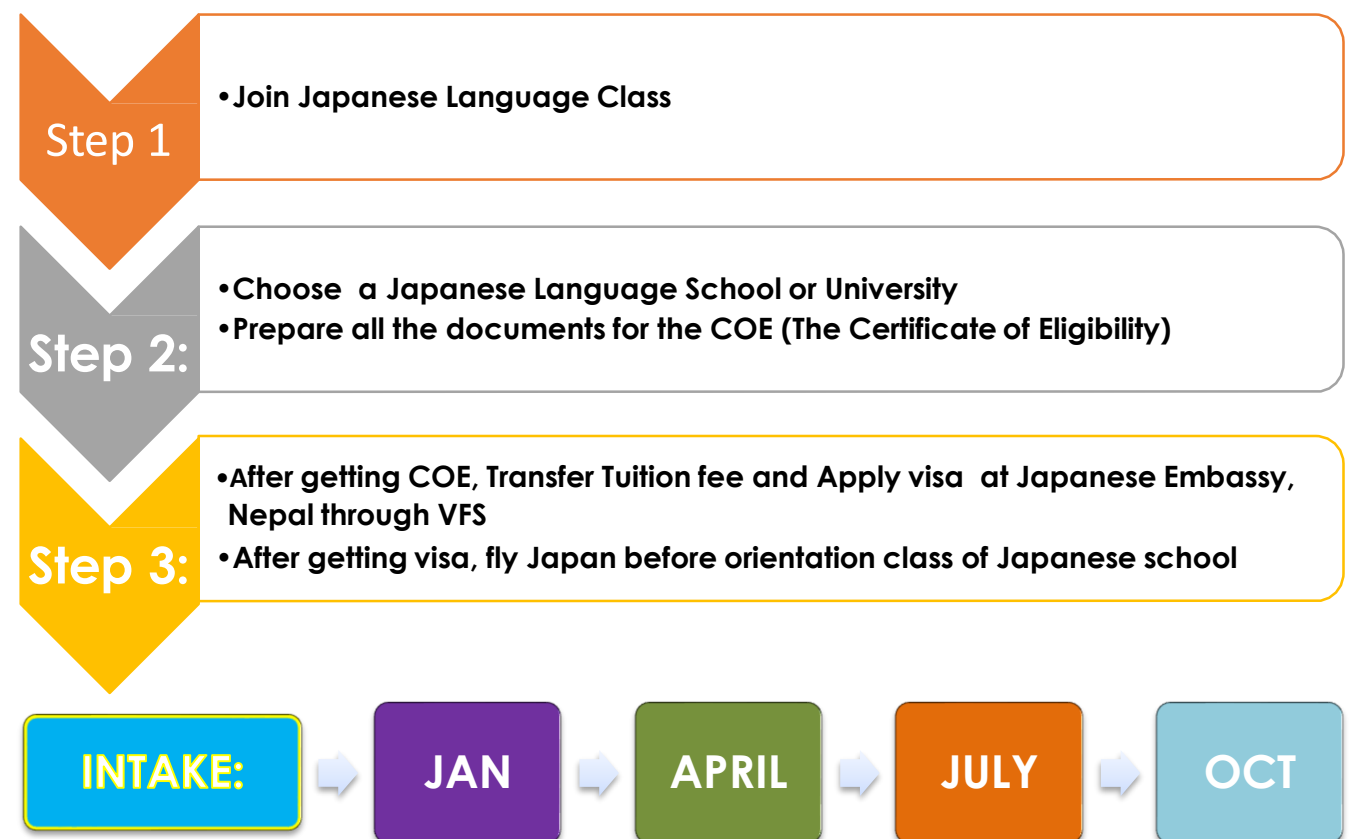 Step 1
•Join Japanese Language Class
Step 2:
•Choose a Japanese Language School or University
•Prepare all the documents for the COE (The Certificate of Eligibility)
Step 3:
•After getting COE, Transfer Tuition fee and Apply visa at Japanese Embassy,
Nepal through VFS
•After getting visa, fly Japan before orientation class of Japanese school
INTAKE: JAN APRIL JULY OCT